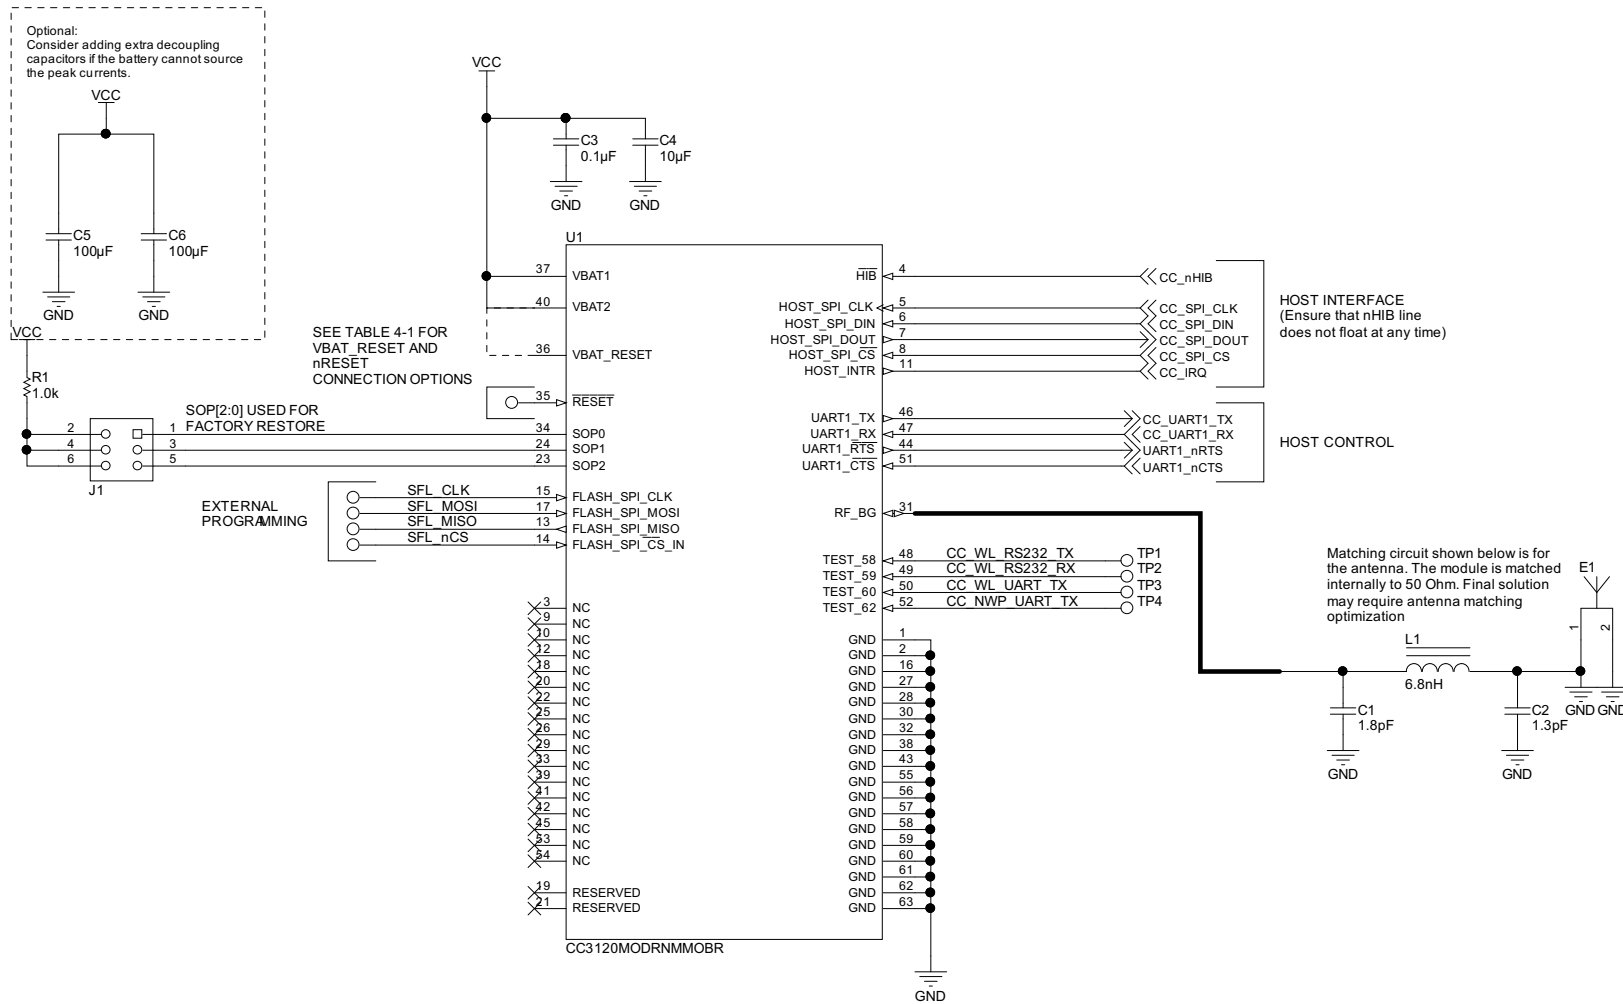 Optional:
Consider adding extra decoupling
capacitors if the battery cannot source
the peak currents.
VCC
C5
100µF
C6
100µF
GND
GND
VCC
R1
1.0k
VCC
C3
0.1µF
C4
10µF
GND
GND
SEE TABLE 4-1 FOR
VBAT_RESET AND
nRESET
CONNECTION OPTIONS
SOP[2:0] USED FOR
FACTORY RESTORE
2 1
4 3
6 5
J1
EXTERNAL
PROGRAMMING
SFL_CLK
SFL_MOSI
SFL_MISO
SFL_nCS
U1
37 VBAT1
40 VBAT2
36 VBAT_RESET
35 RESET
34 SOP0
24 SOP1
23 SOP2
15 FLASH_SPI_CLK
17 FLASH_SPI_MOSI
13 FLASH_SPI_MISO
14 FLASH_SPI_CS_IN
3 NC
9 NC
10 NC
12 NC
18 NC
20 NC
22 NC
25 NC
26 NC
29 NC
33 NC
39 NC
41 NC
42 NC
45 NC
53 NC
54 NC
19 RESERVED
21 RESERVED
CC3120MODRNMMOBR
HIB 4 CC_nHIB
HOST_SPI_CLK 5 CC_SPI_CLK
HOST_SPI_DIN 6 CC_SPI_DIN
HOST_SPI_DOUT 7 CC_SPI_DOUT
HOST_SPI_CS 8 CC_SPI_CS
HOST_INTR 11 CC_IRQ
HOST INTERFACE
(Ensure that nHIB line
does not float at any time)
UART1_TX 46 CC_UART1_TX
UART1_RX 47 CC_UART1_RX
UART1_RTS 44 UART1_nRTS
UART1_CTS 51 UART1_nCTS
HOST CONTROL
RF_BG 31
TEST_58 48 CC_WL_RS232_TX TP1
TEST_59 49 CC_WL_RS232_RX TP2
TEST_60 50 CC_WL_UART_TX TP3
TEST_62 52 CC_NWP_UART_TX TP4
GND 1
GND 2
GND 16
GND 27
GND 28
GND 30
GND 32
GND 38
GND 43
GND 55
GND 56
GND 57
GND 58
GND 59
GND 60
GND 61
GND 62
GND 63
GND
Matching circuit shown below is for
the antenna. The module is matched
internally to 50 Ohm. Final solution
may require antenna matching
optimization
E1
1
2
L1
6.8nH
C1
1.8pF
C2
1.3pF
GND GND
GND
GND